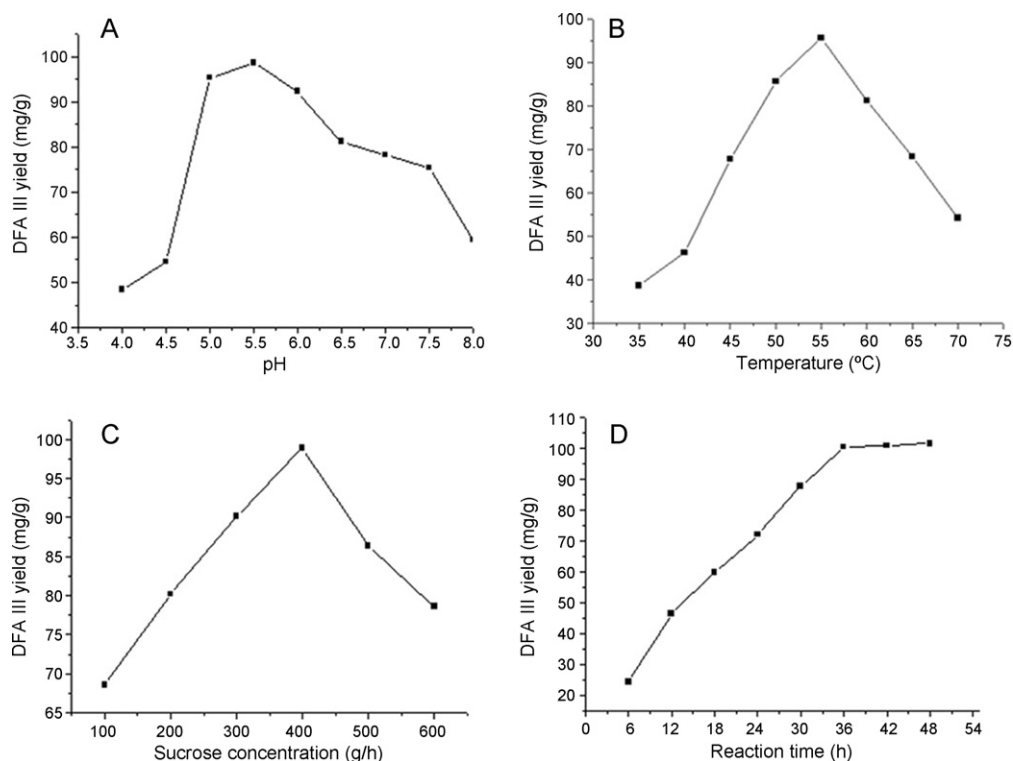 A
DFA III yield (mg/g)
100
90
80
70
60
50
40
3.5 4.0 4.5 5.0 5.5 6.0 6.5 7.0 7.5 8.0
pH
B
DFA III yield (mg/g)
100
90
80
70
60
50
40
30
30 35 40 45 50 55 60 65 70 75
Temperature (ºC)
C
DFA III yield (mg/g)
100
95
90
85
80
75
70
65
100 200 300 400 500 600
Sucrose concentration (g/h)
D
DFA III yield (mg/g)
110
100
90
80
70
60
50
40
30
20
0 6 12 18 24 30 36 42 48 54
Reaction time (h)